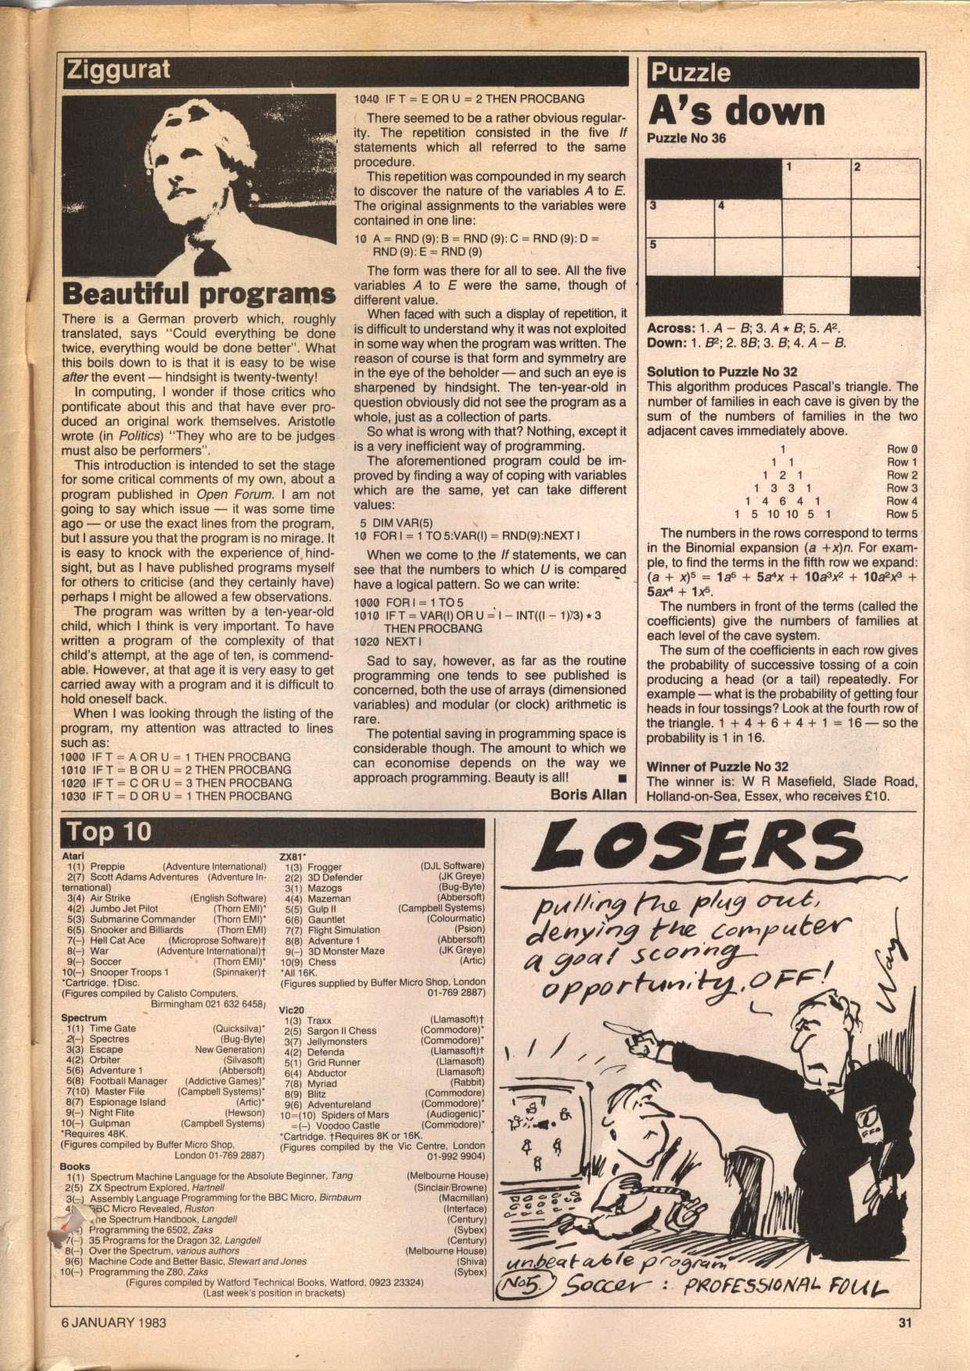 Ziggurat
Beautiful programs
There is a German proverb which, roughly
translated, says "Could everything be done
twice, everything would be done better". What
this boils down to is that it is easy to be wise
after the event — hindsight is twenty-twenty!
In computing, I wonder if those critics who
pontificate about this and that have ever pro-
duced an original work themselves. Aristotle
wrote (in Politics) "They who are to be judges
must also be performers".
This introduction is intended to set the stage
for some critical comments of my own, about a
program published in Open Forum. I am not
going to say which issue — it was some time
ago — or use the exact lines from the program,
but I assure you that the program is no mirage. It
is easy to knock with the experience of hind-
sight, but as I have published programs myself
for others to criticise (and they certainly have)
perhaps I might be allowed a few observations.
The program was written by a ten-year-old
child, which I think is very important. To have
written a program of the complexity of that
child's attempt, at the age of ten, is commend-
able. However, at that age it is very easy to get
carried away with a program and it is difficult to
hold oneself back.
When I was looking through the listing of the
program, my attention was attracted to lines
such as:
1000 IF T = A OR U = 1 THEN PROCBANG
1010 IF T = B OR U = 2 THEN PROCBANG
1020 IF T = C OR U = 3 THEN PROCBANG
1030 IF T = D OR U = 1 THEN PROCBANG
1040 IF T = E OR U = 2 THEN PROCBANG
There seemed to be a rather obvious regular-
ity. The repetition consisted in the five If
statements which all referred to the same
procedure.
This repetition was compounded in my search
to discover the nature of the variables A to E.
The original assignments to the variables were
contained in one line:
10 A = RND (9): B = RND (9): C = RND (9): D =
RND (9): E = RND (9)
The form was there for all to see. All the five
variables A to E were the same, though of
different value.
When faced with such a display of repetition, it
is difficult to understand why it was not exploited
in some way when the program was written. The
reason of course is that form and symmetry are
in the eye of the beholder — and such an eye is
sharpened by hindsight. The ten-year-old in
question obviously did not see the program as a
whole, just as a collection of parts.
So what is wrong with that? Nothing, except it
is a very inefficient way of programming.
The aforementioned program could be im-
proved by finding a way of coping with variables
which are the same, yet can take different
values:
5 DIM VAR(5)
10 FOR I = 1 TO 5:VAR(I) = RND(9):NEXT I
When we come to the If statements, we can
see that the numbers to which U is compared
have a logical pattern. So we can write:
1000 FOR I = 1 TO 5
1010 IF T = VAR(I) OR U = I − INT((I − 1)/3) * 3
THEN PROCBANG
1020 NEXT I
Sad to say, however, as far as the routine
programming one tends to see published is
concerned, both the use of arrays (dimensioned
variables) and modular (or clock) arithmetic is
rare.
The potential saving in programming space is
considerable though. The amount to which we
can economise depends on the way we
approach programming. Beauty is all! ■
Boris Allan
Puzzle
A's down
Puzzle No 36
1 2
3 4
5
Across: 1. A − B; 3. A * B; 5. A².
Down: 1. B²; 2. 8B; 3. B; 4. A − B.
Solution to Puzzle No 32
This algorithm produces Pascal's triangle. The
number of families in each cave is given by the
sum of the numbers of families in the two
adjacent caves immediately above.
1 Row 0
1 1 Row 1
1 2 1 Row 2
1 3 3 1 Row 3
1 4 6 4 1 Row 4
1 5 10 10 5 1 Row 5
The numbers in the rows correspond to terms
in the Binomial expansion (a +x)n. For exam-
ple, to find the terms in the fifth row we expand:
(a + x)⁵ = 1a⁵ + 5a⁴x + 10a³x² + 10a²x³ +
5ax⁴ + 1x⁵.
The numbers in front of the terms (called the
coefficients) give the numbers of families at
each level of the cave system.
The sum of the coefficients in each row gives
the probability of successive tossing of a coin
producing a head (or a tail) repeatedly. For
example — what is the probability of getting four
heads in four tossings? Look at the fourth row of
the triangle. 1 + 4 + 6 + 4 + 1 = 16 — so the
probability is 1 in 16.
Winner of Puzzle No 32
The winner is: W R Masefield, Slade Road,
Holland-on-Sea, Essex, who receives £10.
Top 10
Atari
1(1) Preppie (Adventure International)
2(7) Scott Adams Adventures (Adventure In-
ternational)
3(4) Air Strike (English Software)
4(2) Jumbo Jet Pilot (Thorn EMI)*
5(3) Submarine Commander (Thorn EMI)*
6(5) Snooker and Billiards (Thorn EMI)
7(–) Hell Cat Ace (Microprose Software)†
8(–) War (Adventure International)†
9(–) Soccer (Thorn EMI)*
10(–) Snooper Troops 1 (Spinnaker)†
*Cartridge. †Disc.
(Figures compiled by Calisto Computers,
Birmingham 021 632 6458)
Spectrum
1(1) Time Gate (Quicksilva)*
2(–) Spectres (Bug-Byte)
3(3) Escape New Generation)
4(2) Orbiter (Silvasoft)
5(6) Adventure 1 (Abbersoft)
6(8) Football Manager (Addictive Games)*
7(10) Master File (Campbell Systems)*
8(7) Espionage Island (Artic)*
9(–) Night Flite (Hewson)
10(–) Gulpman (Campbell Systems)
*Requires 48K.
(Figures compiled by Buffer Micro Shop,
London 01-769 2887)
ZX81*
1(3) Frogger (DJL Software)
2(2) 3D Defender (JK Greye)
3(1) Mazogs (Bug-Byte)
4(4) Mazeman (Abbersoft)
5(5) Gulp II (Campbell Systems)
6(6) Gauntlet (Colourmatic)
7(7) Flight Simulation (Psion)
8(8) Adventure 1 (Abbersoft)
9(–) 3D Monster Maze (JK Greye)
10(9) Chess (Artic)
*All 16K.
(Figures supplied by Buffer Micro Shop, London
01-769 2887)
Vic20
1(3) Traxx (Llamasoft)†
2(5) Sargon II Chess (Commodore)*
3(7) Jellymonsters (Commodore)*
4(2) Defenda (Llamasoft)†
5(1) Grid Runner (Llamasoft)
6(4) Abductor (Llamasoft)
7(8) Myriad (Rabbit)
8(9) Blitz (Commodore)
9(6) Adventureland (Commodore)*
10=(10) Spiders of Mars (Audiogenic)*
=(–) Voodoo Castle (Commodore)*
*Cartridge. †Requires 8K or 16K.
(Figures compiled by the Vic Centre, London
01-992 9904)
Books
1(1) Spectrum Machine Language for the Absolute Beginner, Tang (Melbourne House)
2(5) ZX Spectrum Explored, Hartnell (Sinclair/Browne)
3(–) Assembly Language Programming for the BBC Micro, Birnbaum (Macmillan)
BBC Micro Revealed, Ruston (Interface)
he Spectrum Handbook, Langdell (Century)
Programming the 6502, Zaks (Sybex)
7(–) 35 Programs for the Dragon 32, Langdell (Century)
8(–) Over the Spectrum, various authors (Melbourne House)
9(6) Machine Code and Better Basic, Stewart and Jones (Shiva)
10(–) Programming the Z80, Zaks (Sybex)
(Figures compiled by Watford Technical Books, Watford, 0923 23324)
(Last week's position in brackets)
LOSERS
pulling the plug out,
denying the computer
a goal scoring
opportunity, OFF!
Way
unbeatable program
No5. Soccer : PROFESSIONAL FOUL
6 JANUARY 1983
31